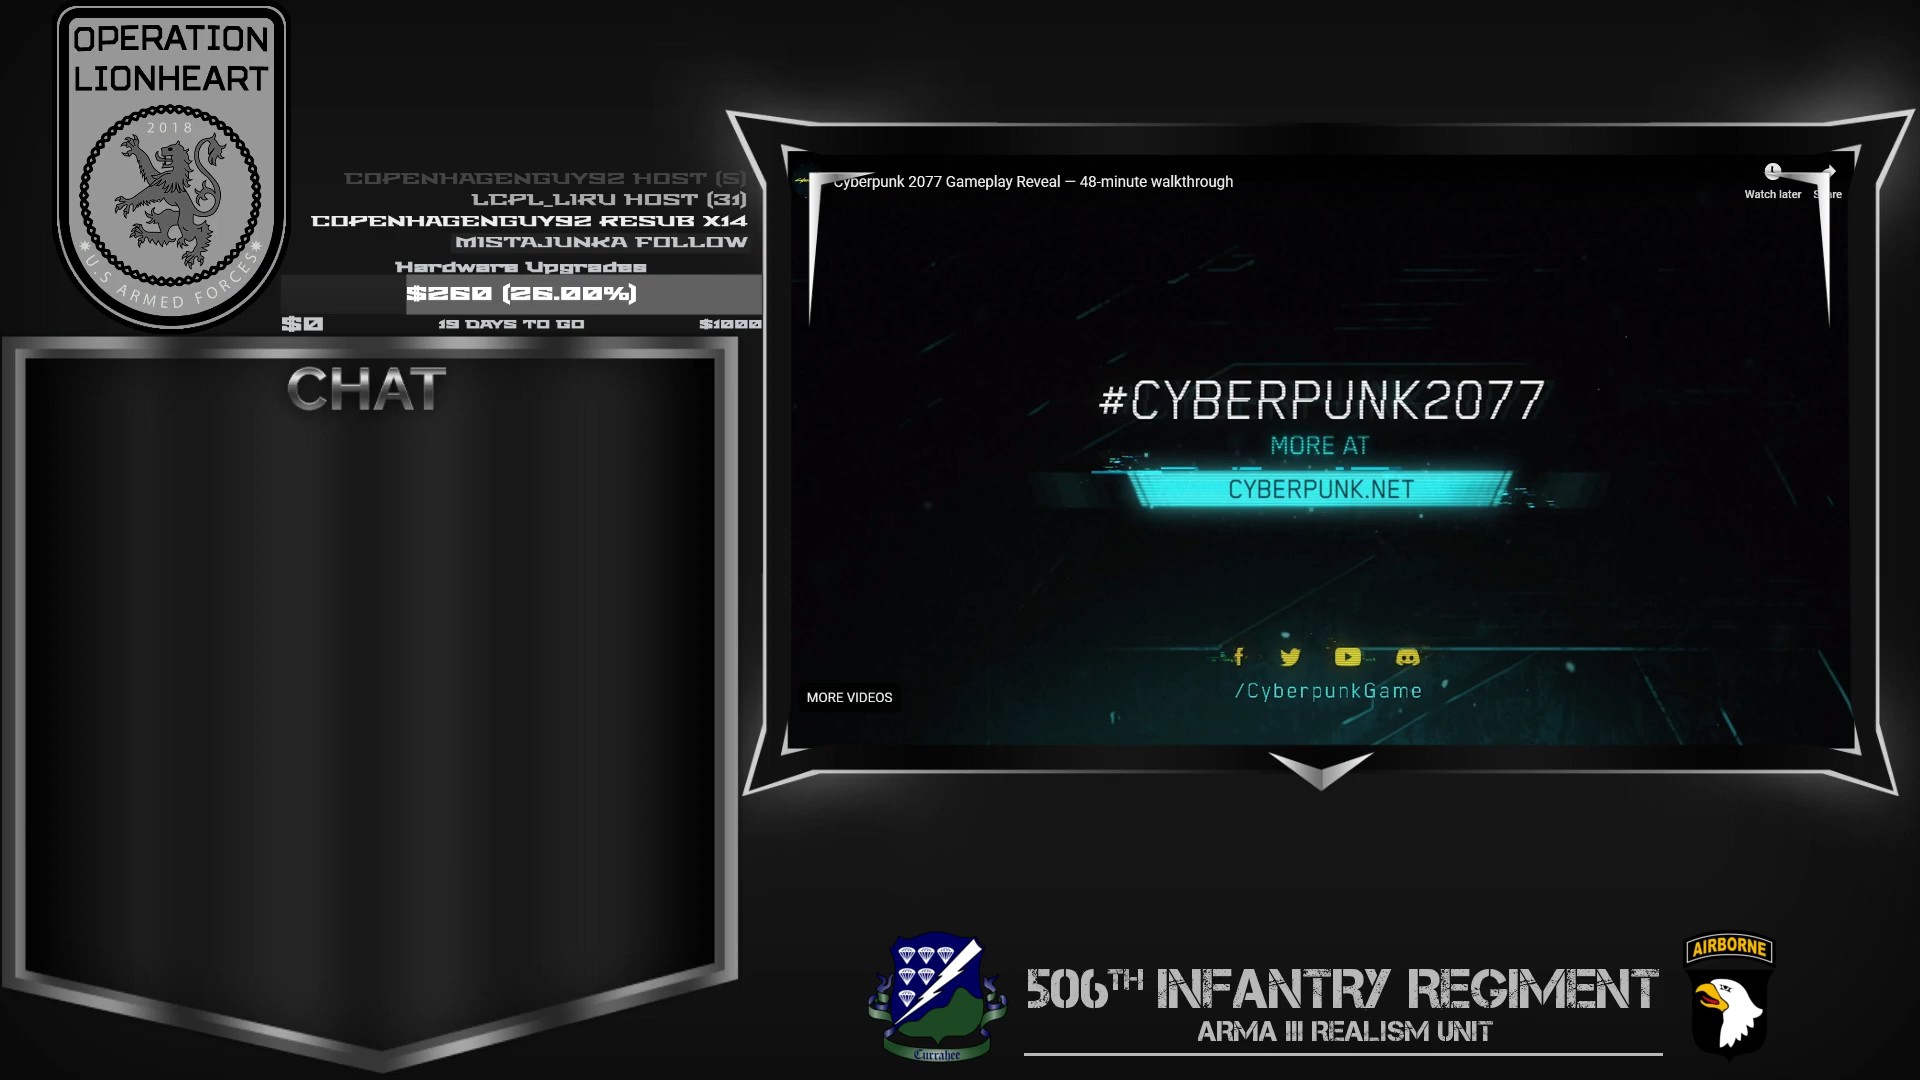 OPERATION
LIONHEART
2018
U.S ARMED FORCES
COPENHAGENGUY92 HOST (5)
LCPL_LIRU HOST (31)
COPENHAGENGUY92 RESUB X14
MISTAJUNKA FOLLOW
Hardware Upgrades
$260 (26.00%)
$0
19 DAYS TO GO
$1000
CHAT
Cyberpunk 2077 Gameplay Reveal — 48-minute walkthrough
Watch later
#CYBERPUNK2077
MORE AT
CYBERPUNK.NET
/CyberpunkGame
MORE VIDEOS
Currahee
506TH INFANTRY REGIMENT
ARMA III REALISM UNIT
AIRBORNE